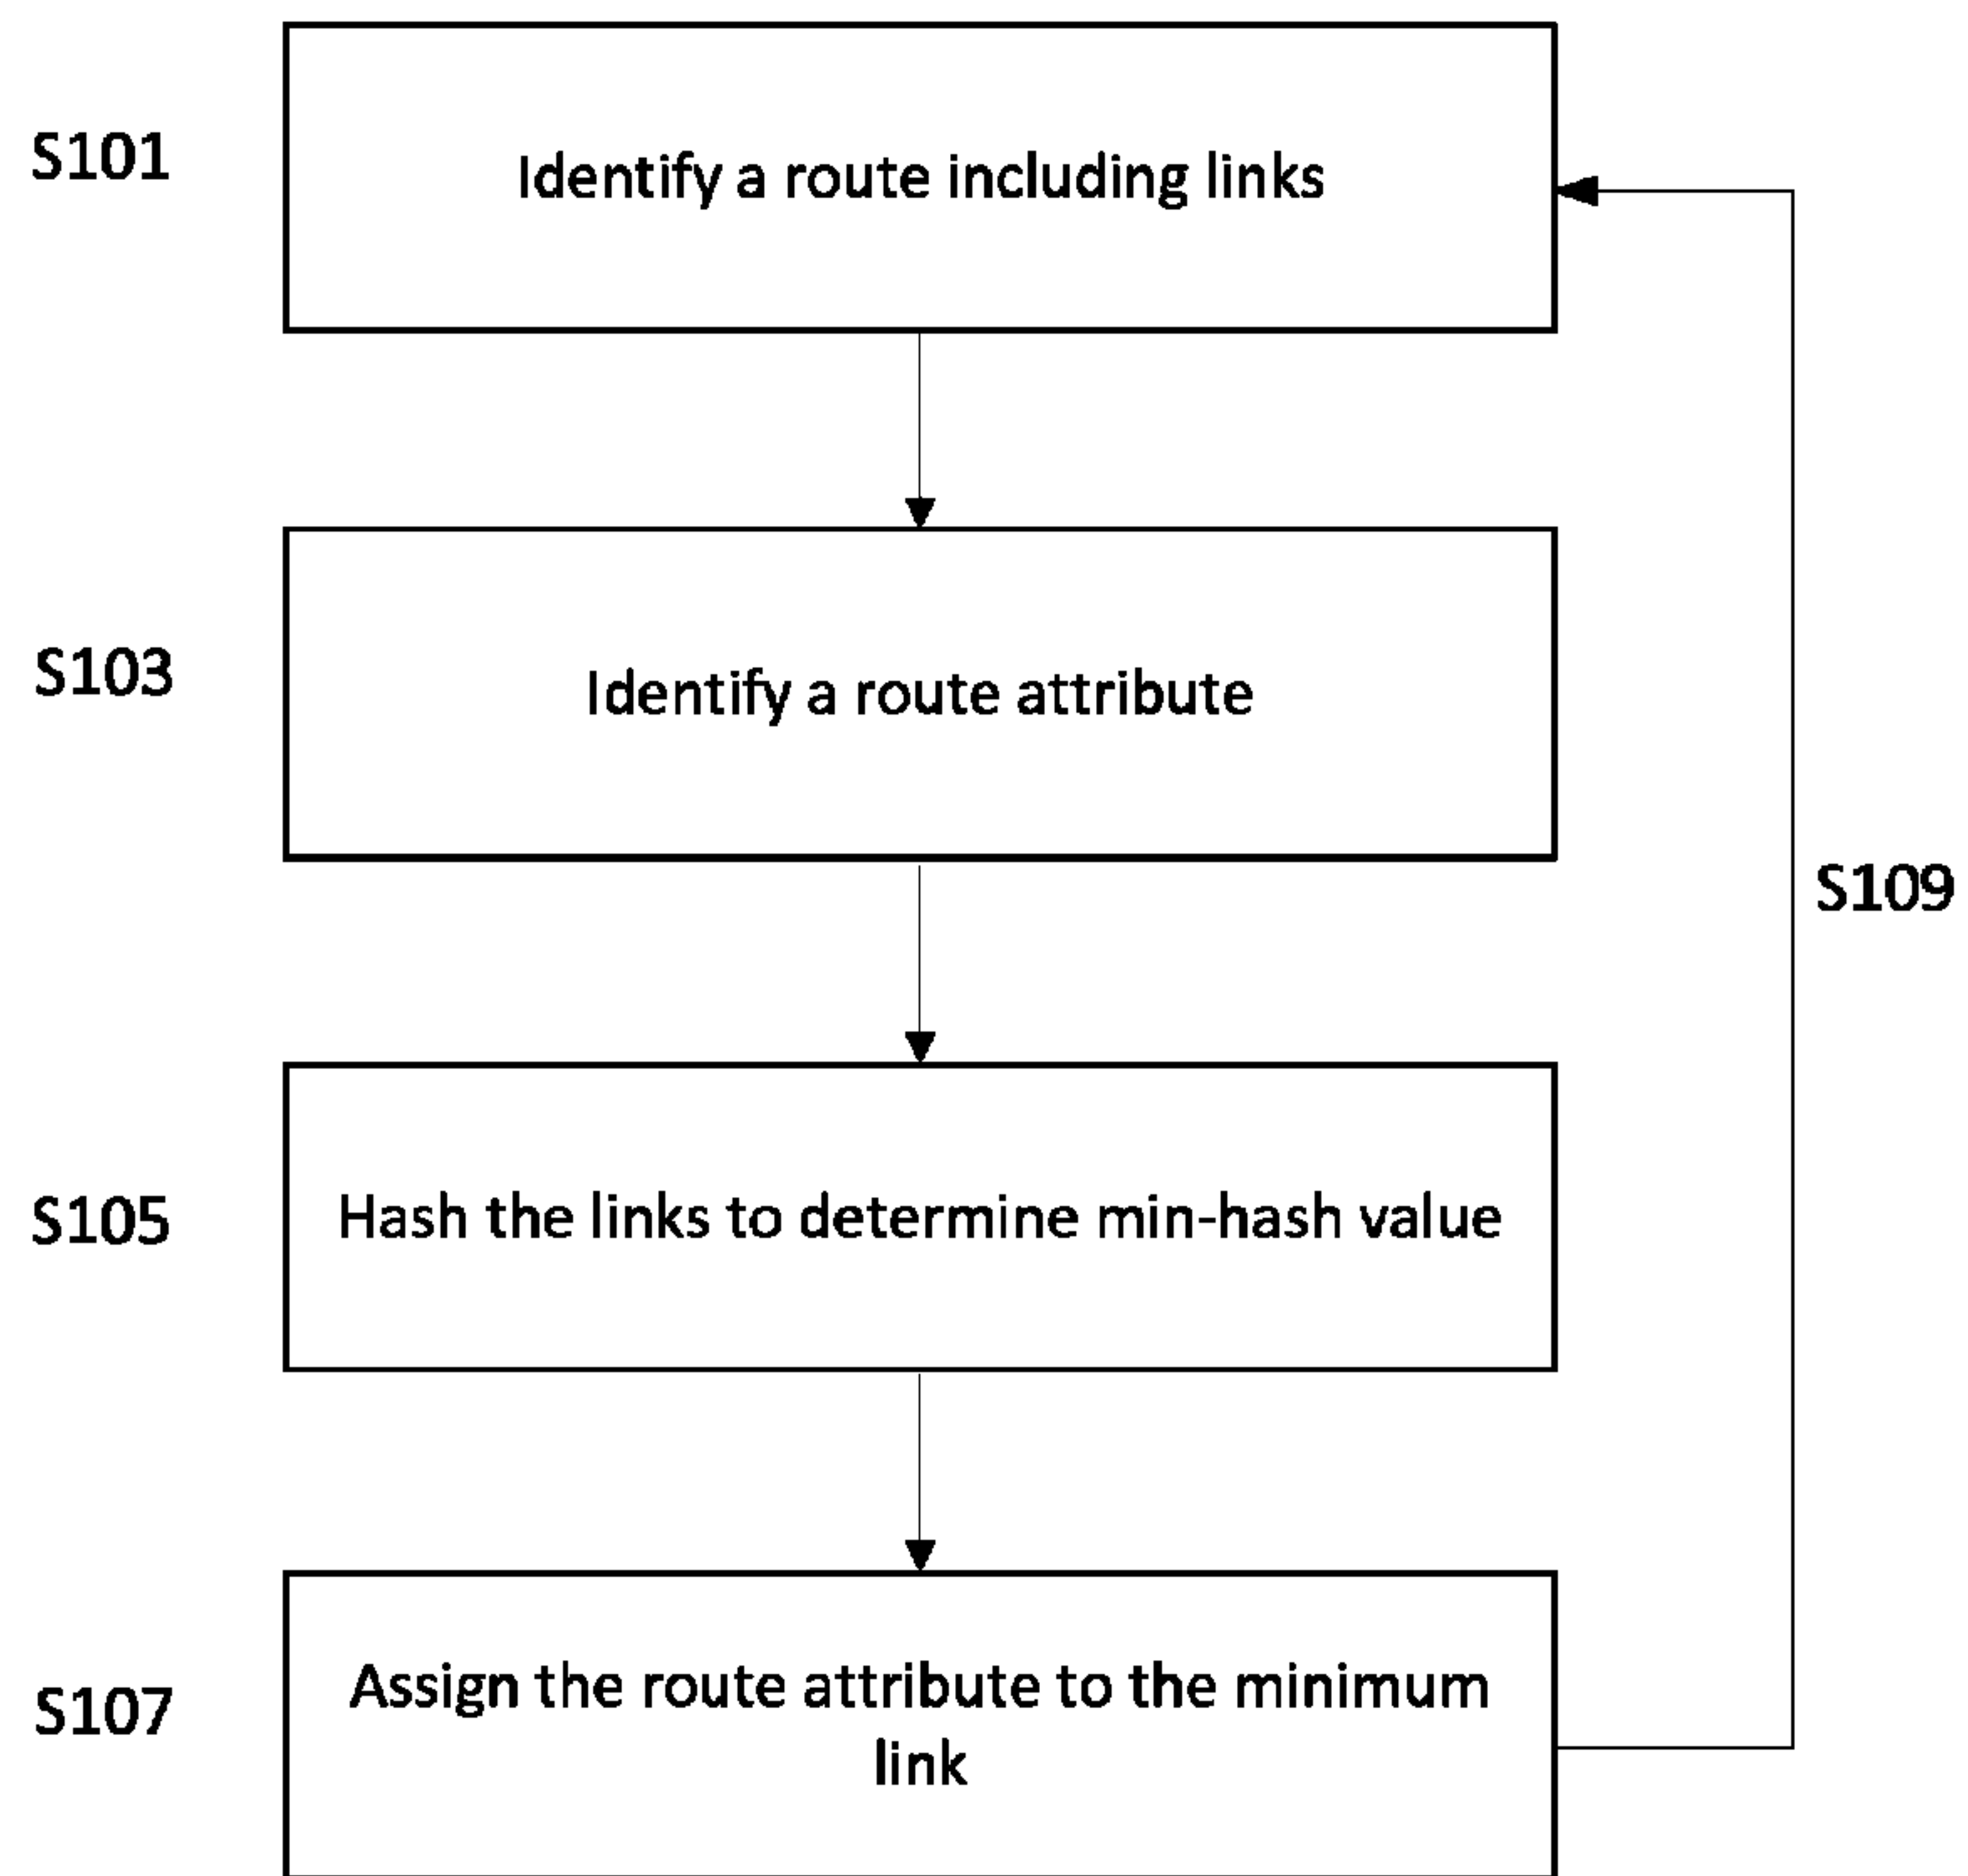 S101
Identify a route including links
S103
Identify a route attribute
S109
S105
Hash the links to determine min-hash value
S107
Assign the route attribute to the minimum
link